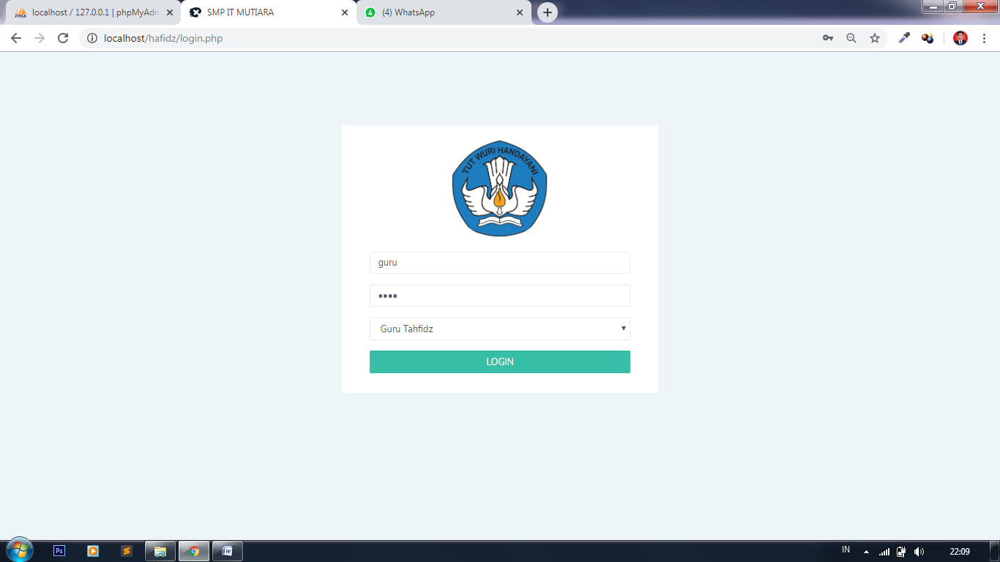 localhost / 127.0.0.1 | phpMyAdm
SMP IT MUTIARA
(4) WhatsApp
localhost/hafidz/login.php
TUT WURI HANDAYANI
guru
••••
Guru Tahfidz
LOGIN
Ps
IN
22:09